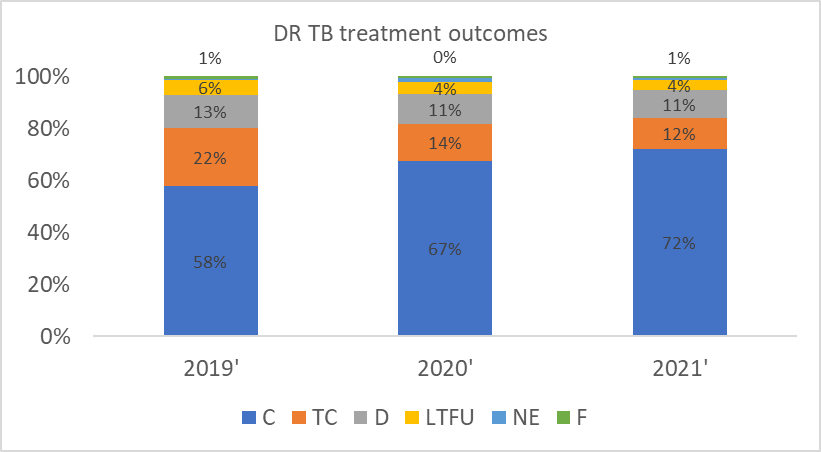 DR TB treatment outcomes
1% 0% 1%
100%
80%
60%
40%
20%
0%
6% 4% 4%
13% 11% 11%
22% 14% 12%
58% 67% 72%
2019' 2020' 2021'
C TC D LTFU NE F